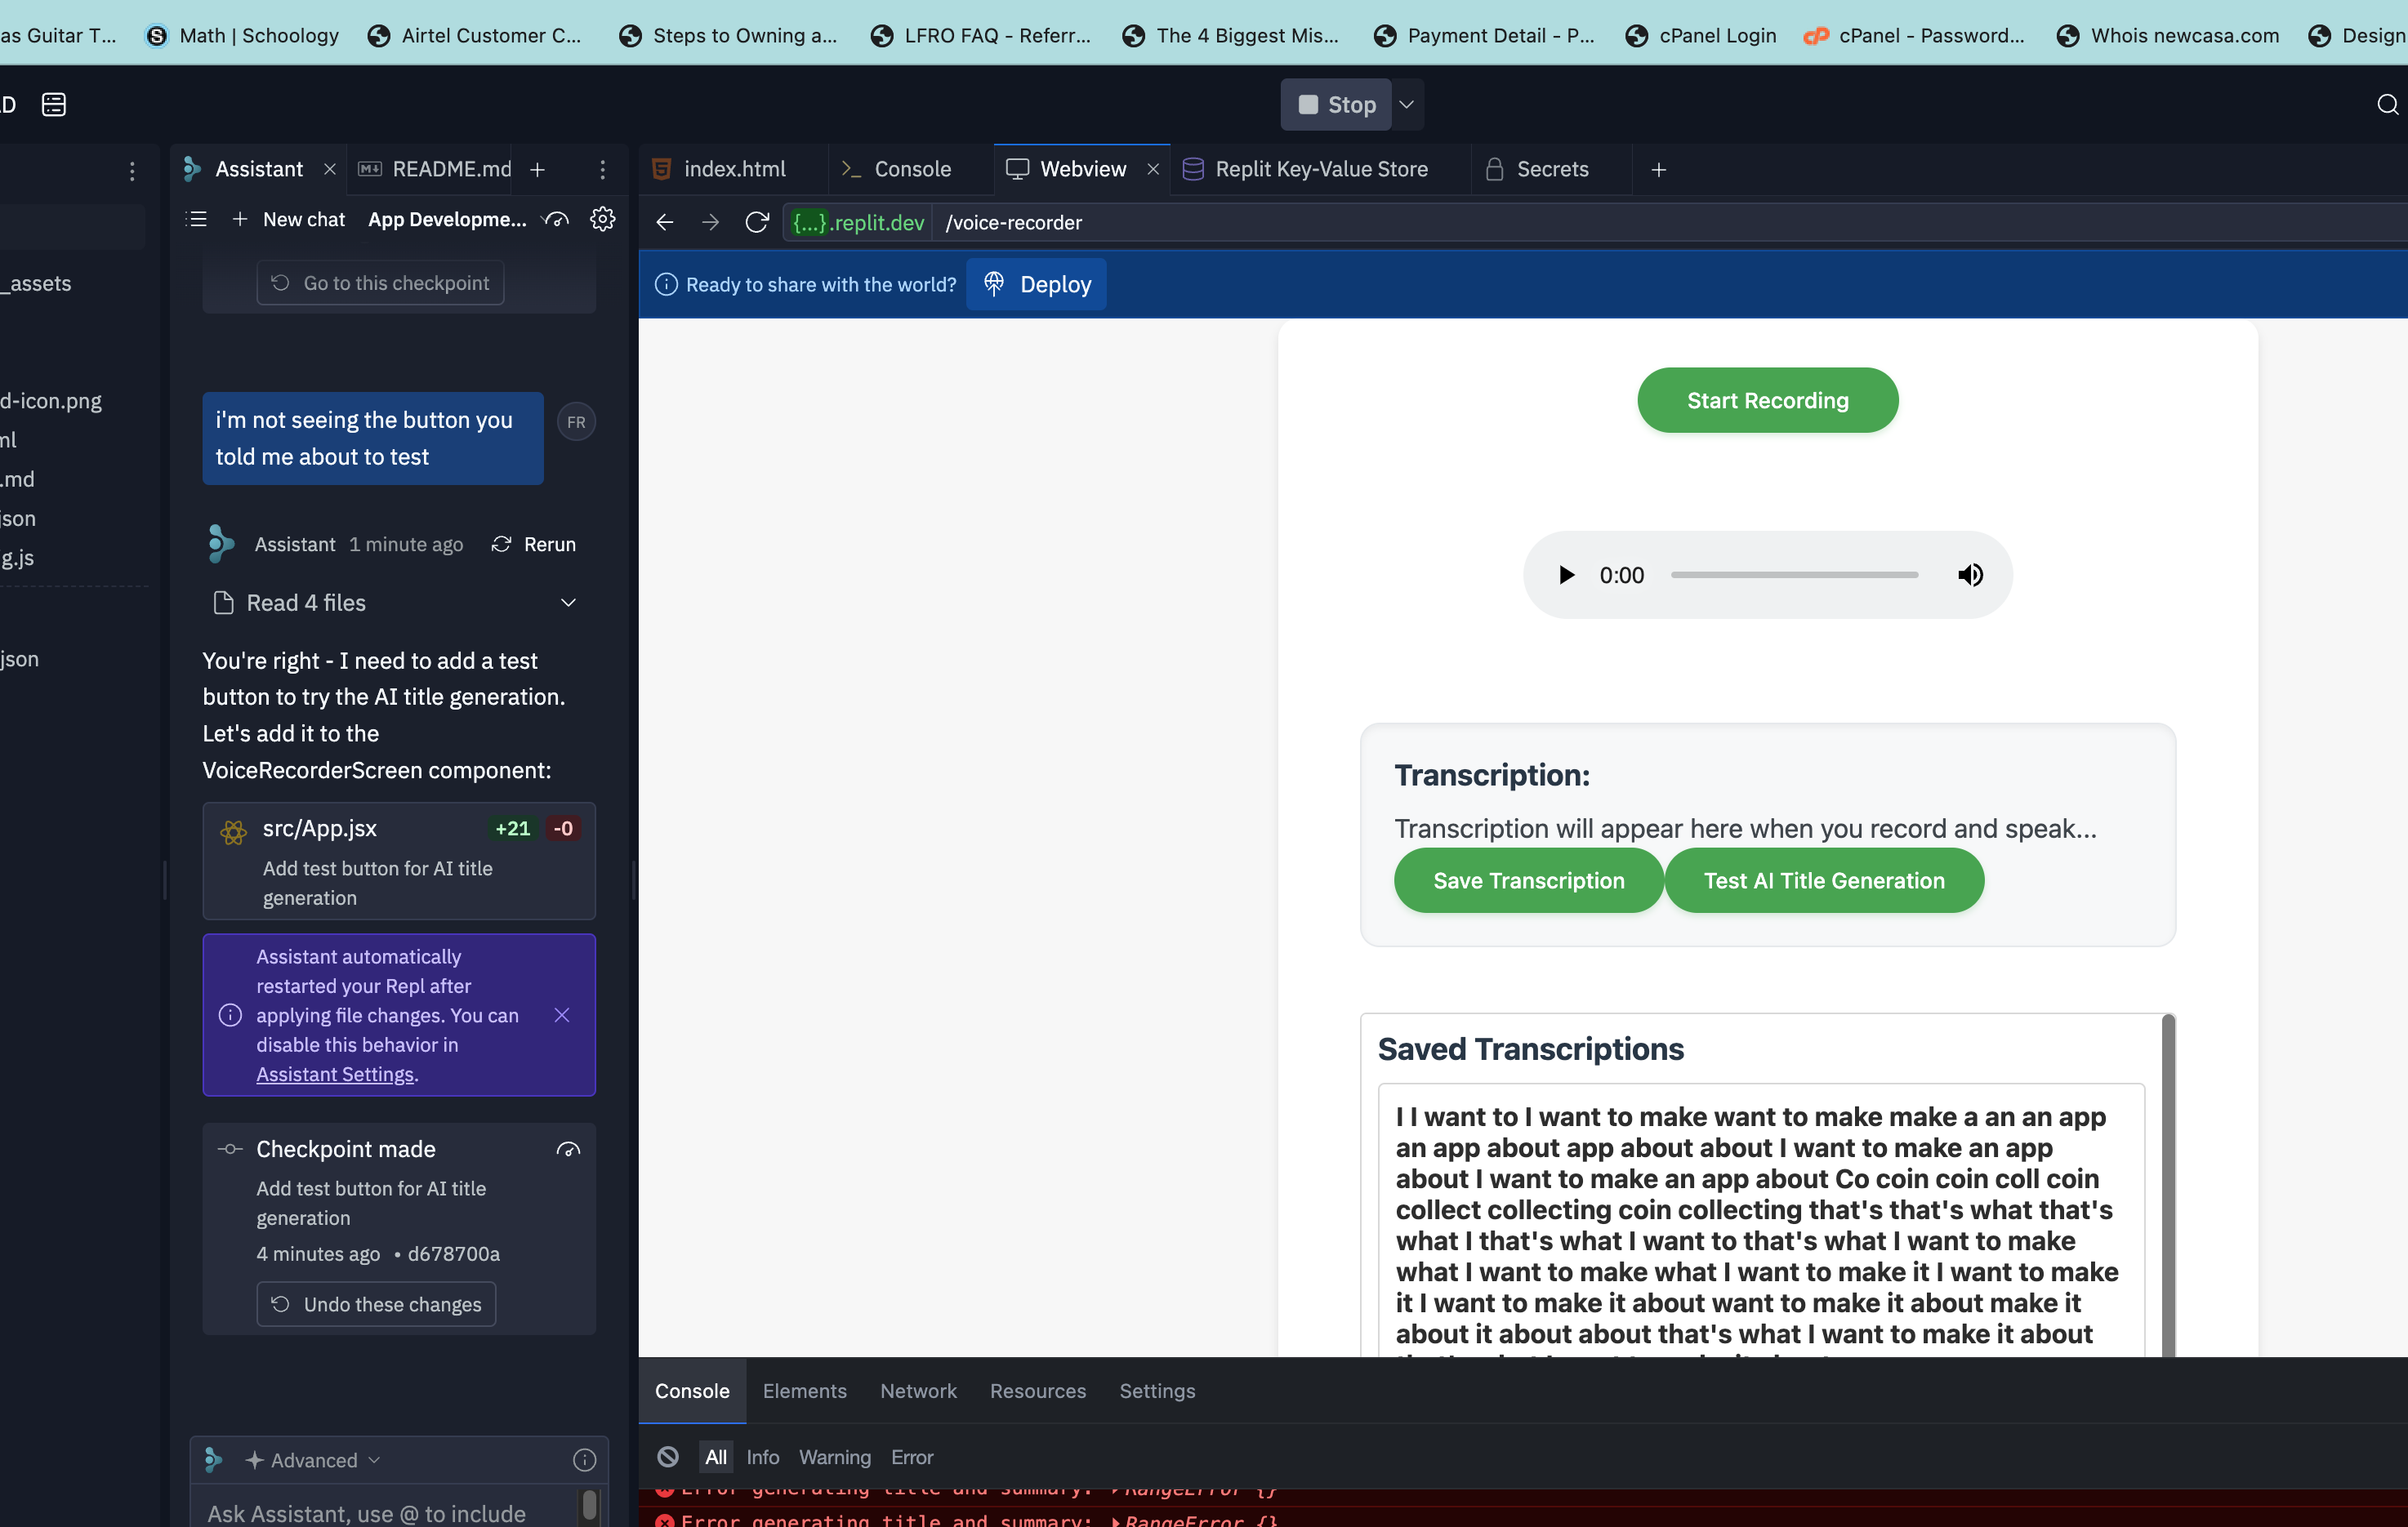 as Guitar T...
Math | Schoology
Airtel Customer C...
Steps to Owning a...
LFRO FAQ - Referr...
The 4 Biggest Mis...
Payment Detail - P...
cPanel Login
cPanel - Password...
Whois newcasa.com
Design
D
Stop
_assets
d-icon.png
ml
.md
json
g.js
json
Assistant
README.md
New chat
App Developme...
Go to this checkpoint
i'm not seeing the button you
told me about to test
FR
Assistant 1 minute ago
Rerun
Read 4 files
You're right - I need to add a test
button to try the AI title generation.
Let's add it to the
VoiceRecorderScreen component:
src/App.jsx
+21 -0
Add test button for AI title
generation
Assistant automatically
restarted your Repl after
applying file changes. You can
disable this behavior in
Assistant Settings.
Checkpoint made
Add test button for AI title
generation
4 minutes ago • d678700a
Undo these changes
Advanced
Ask Assistant, use @ to include
index.html
Console
Webview
Replit Key-Value Store
Secrets
{...}.replit.dev
/voice-recorder
Ready to share with the world?
Deploy
Start Recording
0:00
Transcription:
Transcription will appear here when you record and speak...
Save Transcription
Test AI Title Generation
Saved Transcriptions
I I want to I want to make want to make make a an an app
an app about app about about I want to make an app
about I want to make an app about Co coin coin coll coin
collect collecting coin collecting that's that's what that's
what I that's what I want to that's what I want to make
what I want to make what I want to make it I want to make
it I want to make it about want to make it about make it
about it about about that's what I want to make it about
Console
Elements
Network
Resources
Settings
All
Info
Warning
Error
Error generating title and summary: ▸ RangeError {}
Error generating title and summary: ▸ RangeError {}